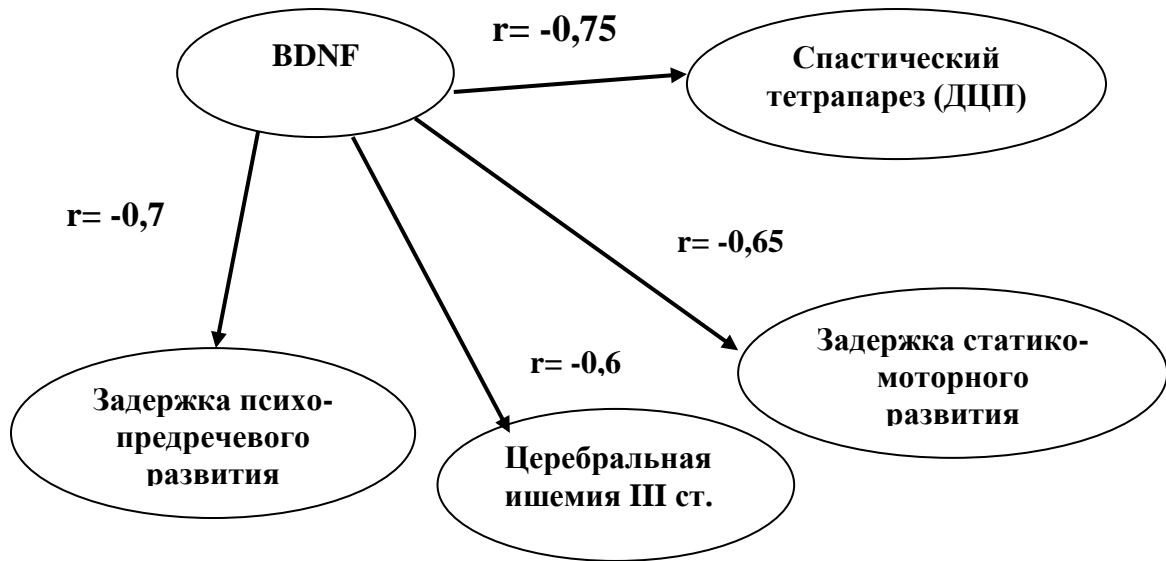 BDNF
r= -0,75
Спастический
тетрапарез (ДЦП)
r= -0,7
r= -0,65
r= -0,6
Задержка психо-
предречевого
развития
Церебральная
ишемия III ст.
Задержка статико-
моторного
развития